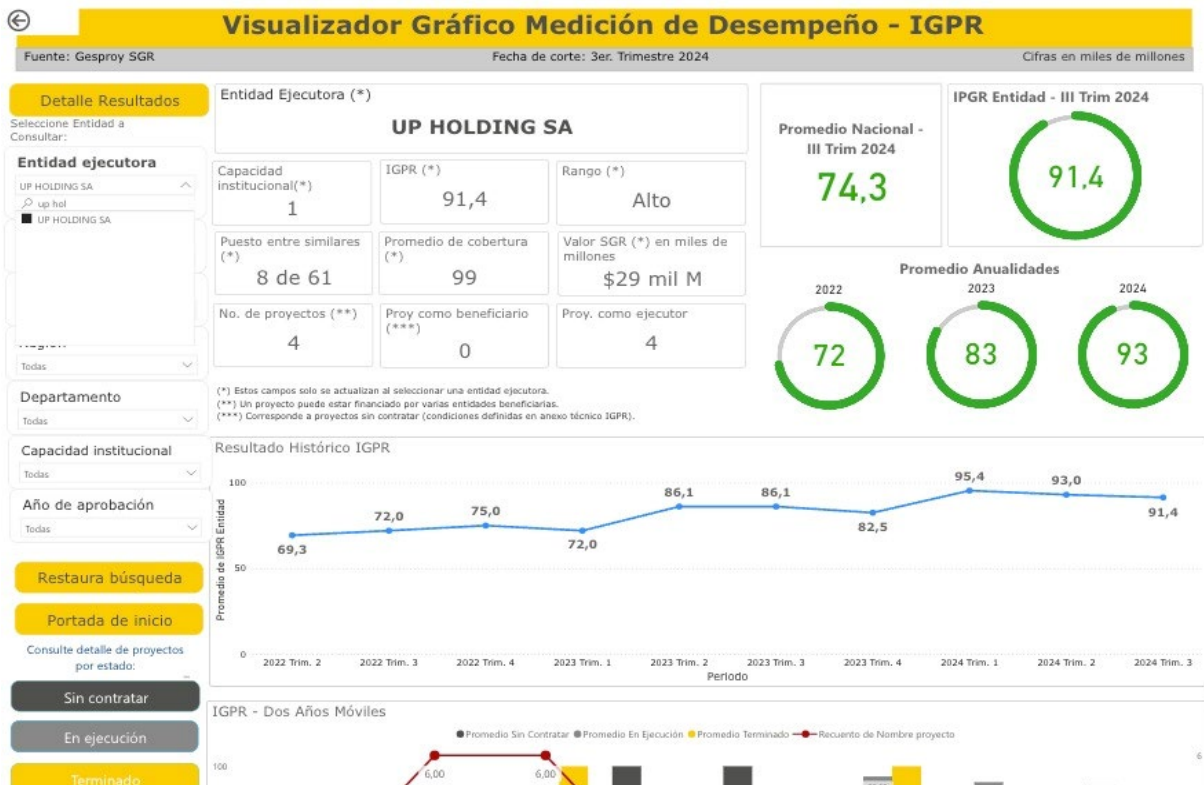 Visualizador Gráfico Medición de Desempeño - IGPR
Fuente: Gesproy SGR
Fecha de corte: 3er. Trimestre 2024
Cifras en miles de millones
Detalle Resultados
Seleccione Entidad a
Consultar:
Entidad ejecutora
UP HOLDING SA
up hol
UP HOLDING SA
Todas
Departamento
Todas
Capacidad institucional
Todas
Año de aprobación
Todas
Restaura búsqueda
Portada de inicio
Consulte detalle de proyectos
por estado:
Sin contratar
En ejecución
Terminado
Entidad Ejecutora (*)
UP HOLDING SA
Capacidad
institucional(*)
1
IGPR (*)
91,4
Rango (*)
Alto
Puesto entre similares
(*)
8 de 61
Promedio de cobertura
(*)
99
Valor SGR (*) en miles de
millones
$29 mil M
No. de proyectos (**)
4
Proy como beneficiario
(***)
0
Proy. como ejecutor
4
(*) Estos campos solo se actualizan al seleccionar una entidad ejecutora.
(**) Un proyecto puede estar financiado por varias entidades beneficiarias.
(***) Corresponde a proyectos sin contratar (condiciones definidas en anexo técnico IGPR).
Promedio Nacional -
III Trim 2024
74,3
IPGR Entidad - III Trim 2024
91,4
Promedio Anualidades
2022
2023
2024
72
83
93
Resultado Histórico IGPR
Promedio de IGPR Entidad
100
50
0
69,3
72,0
75,0
72,0
86,1
86,1
82,5
95,4
93,0
91,4
2022 Trim. 2
2022 Trim. 3
2022 Trim. 4
2023 Trim. 1
2023 Trim. 2
2023 Trim. 3
2023 Trim. 4
2024 Trim. 1
2024 Trim. 2
2024 Trim. 3
Periodo
IGPR - Dos Años Móviles
Promedio Sin Contratar
Promedio En Ejecución
Promedio Terminado
Recuento de Nombre proyecto
100
6,00
6,00
6